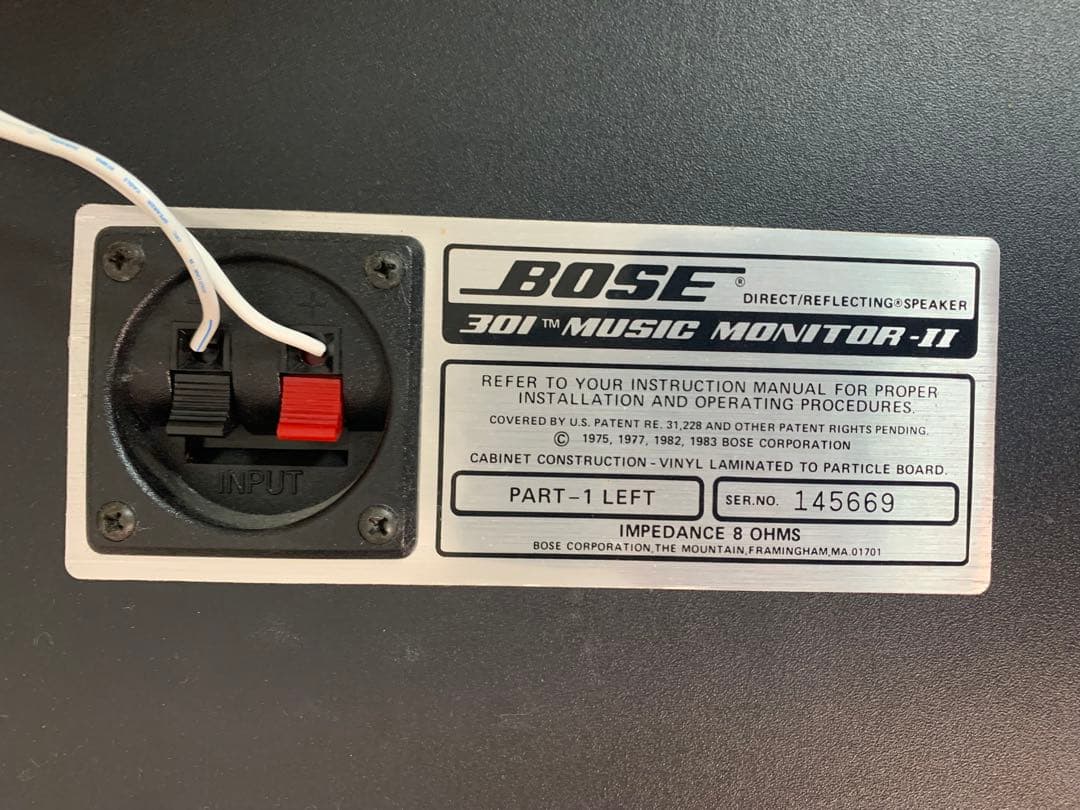 − +
INPUT
BOSE®
DIRECT/REFLECTING® SPEAKER
301™ MUSIC MONITOR-II
REFER TO YOUR INSTRUCTION MANUAL FOR PROPER
INSTALLATION AND OPERATING PROCEDURES.
COVERED BY U.S. PATENT RE. 31,228 AND OTHER PATENT RIGHTS PENDING.
© 1975, 1977, 1982, 1983 BOSE CORPORATION
CABINET CONSTRUCTION - VINYL LAMINATED TO PARTICLE BOARD.
PART-1 LEFT
SER.NO. 145669
IMPEDANCE 8 OHMS
BOSE CORPORATION, THE MOUNTAIN, FRAMINGHAM, MA. 01701